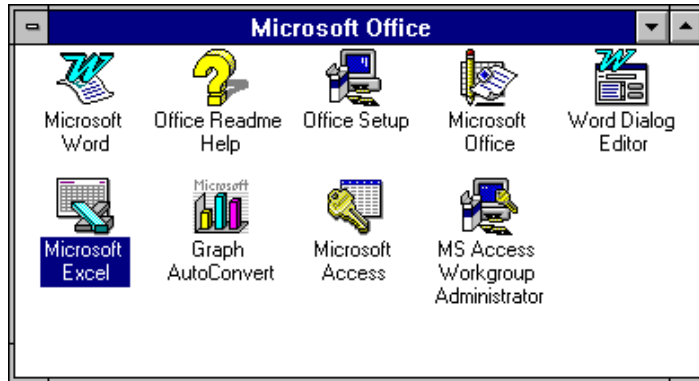 Microsoft Office
Microsoft Word
Office Readme Help
Office Setup
Microsoft Office
Word Dialog Editor
Microsoft Excel
Microsoft
Graph AutoConvert
Microsoft Access
MS Access Workgroup Administrator